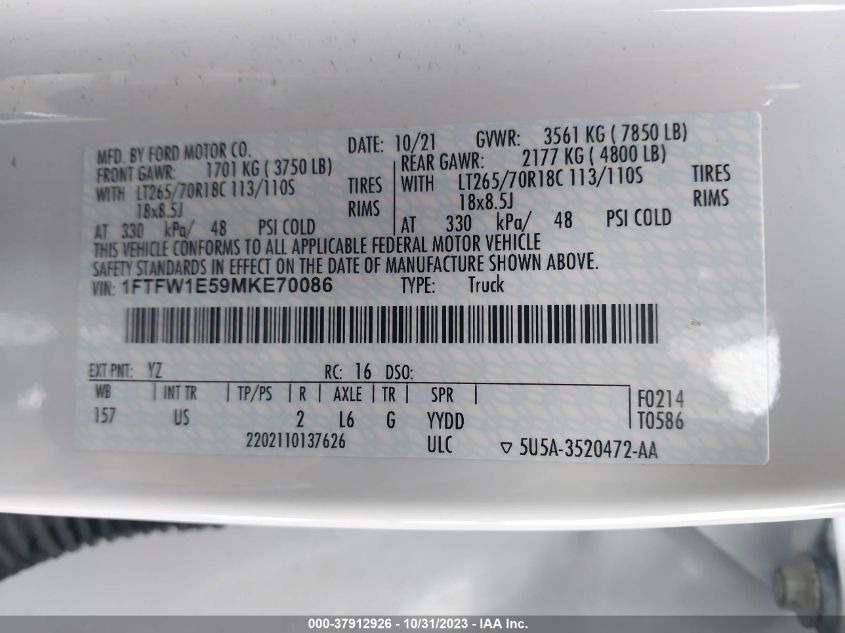 MFD. BY FORD MOTOR CO. DATE: 10/21 GVWR: 3561 KG ( 7850 LB)
FRONT GAWR: 1701 KG ( 3750 LB) REAR GAWR: 2177 KG ( 4800 LB)
WITH LT265/70R18C 113/110S TIRES WITH LT265/70R18C 113/110S TIRES
18x8.5J RIMS 18x8.5J RIMS
AT 330 kPa/ 48 PSI COLD AT 330 kPa/ 48 PSI COLD
THIS VEHICLE CONFORMS TO ALL APPLICABLE FEDERAL MOTOR VEHICLE
SAFETY STANDARDS IN EFFECT ON THE DATE OF MANUFACTURE SHOWN ABOVE.
VIN: 1FTFW1E59MKE70086 TYPE: Truck
EXT PNT: YZ RC: 16 DSO:
WB INT TR TP/PS R AXLE TR SPR F0214
157 US 2 L6 G YYDD T0586
2202110137626 ULC ▽ 5U5A-3520472-AA
000-37912926 - 10/31/2023 - IAA Inc.